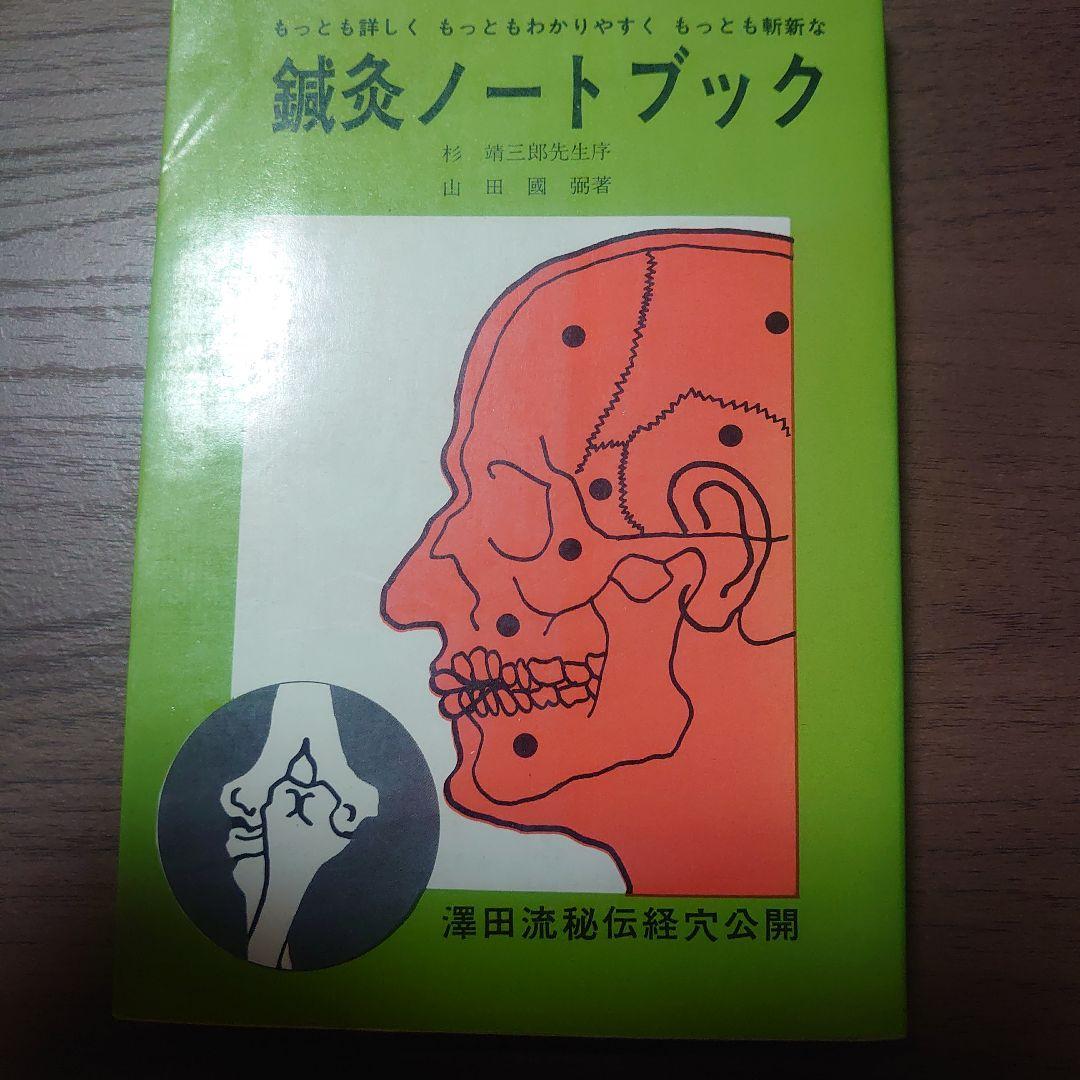 もっとも詳しく もっともわかりやすく もっとも斬新な
鍼灸ノートブック
杉 靖三郎先生序
山田國弼著
澤田流秘伝経穴公開